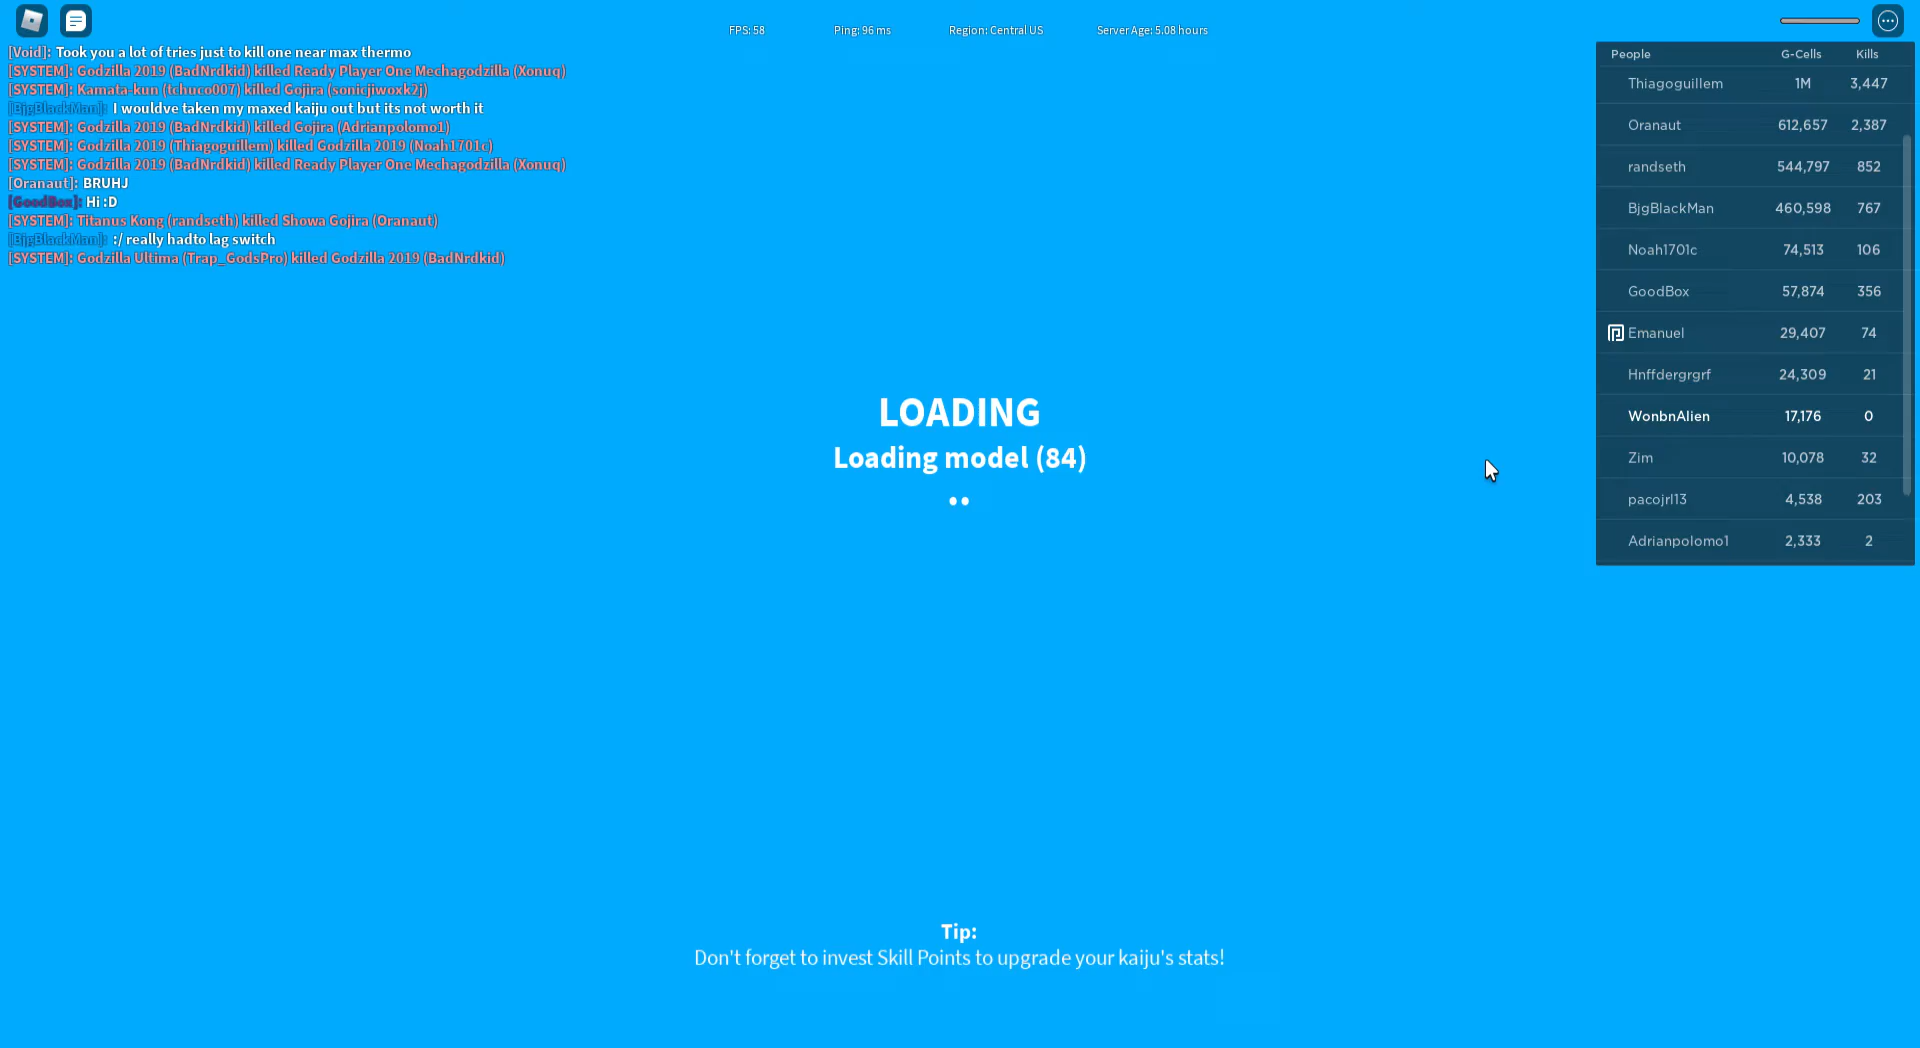 FPS: 58 Ping: 96 ms Region: Central US Server Age: 5.08 hours
[Void]: Took you a lot of tries just to kill one near max thermo
[SYSTEM]: Godzilla 2019 (BadNrdkid) killed Ready Player One Mechagodzilla (Xonuq)
[SYSTEM]: Kamata-kun (tchuco007) killed Gojira (sonicjiwoxk2j)
[BjgBlackMan]: I wouldve taken my maxed kaiju out but its not worth it
[SYSTEM]: Godzilla 2019 (BadNrdkid) killed Gojira (Adrianpolomo1)
[SYSTEM]: Godzilla 2019 (Thiagoguillem) killed Godzilla 2019 (Noah1701c)
[SYSTEM]: Godzilla 2019 (BadNrdkid) killed Ready Player One Mechagodzilla (Xonuq)
[Oranaut]: BRUHJ
[GoodBox]: Hi :D
[SYSTEM]: Titanus Kong (randseth) killed Showa Gojira (Oranaut)
[BjgBlackMan]: :/ really hadto lag switch
[SYSTEM]: Godzilla Ultima (Trap_GodsPro) killed Godzilla 2019 (BadNrdkid)
LOADING
Loading model (84)
Tip:
Don't forget to invest Skill Points to upgrade your kaiju's stats!
People G-Cells Kills
Thiagoguillem 1M 3,447
Oranaut 612,657 2,387
randseth 544,797 852
BjgBlackMan 460,598 767
Noah1701c 74,513 106
GoodBox 57,874 356
Emanuel 29,407 74
Hnffdergrgrf 24,309 21
WonbnAlien 17,176 0
Zim 10,078 32
pacojrl13 4,538 203
Adrianpolomo1 2,333 2